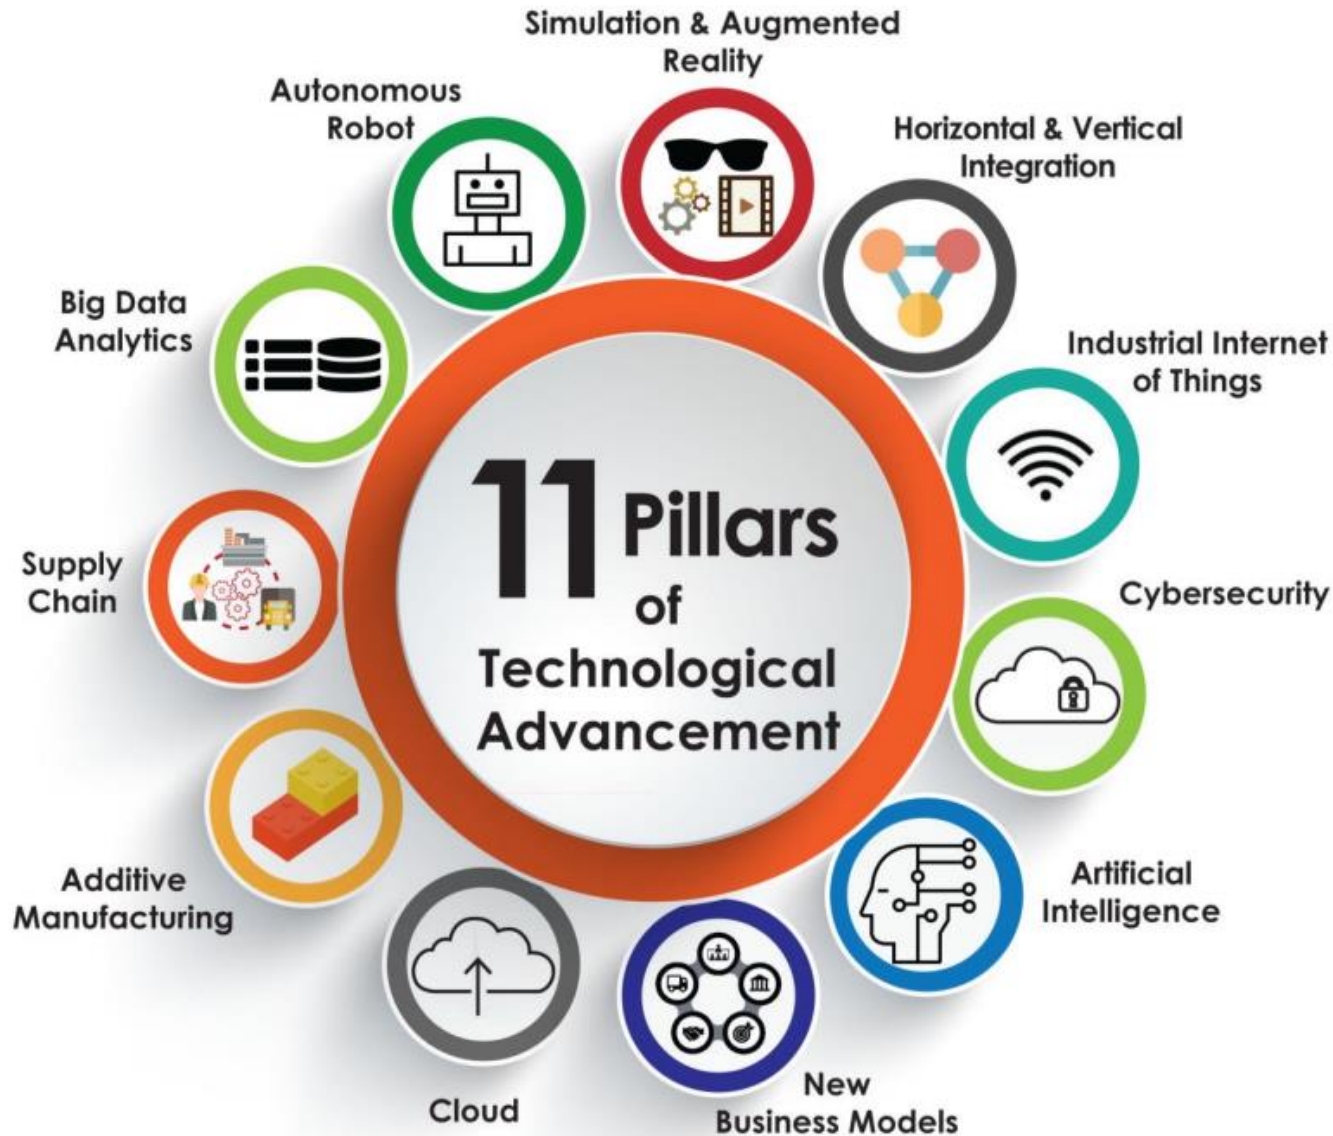 Simulation & Augmented
Reality
Autonomous
Robot
Horizontal & Vertical
Integration
Big Data
Analytics
Industrial Internet
of Things
11 Pillars
of
Technological
Advancement
Supply
Chain
Cybersecurity
Additive
Manufacturing
Artificial
Intelligence
Cloud
New
Business Models